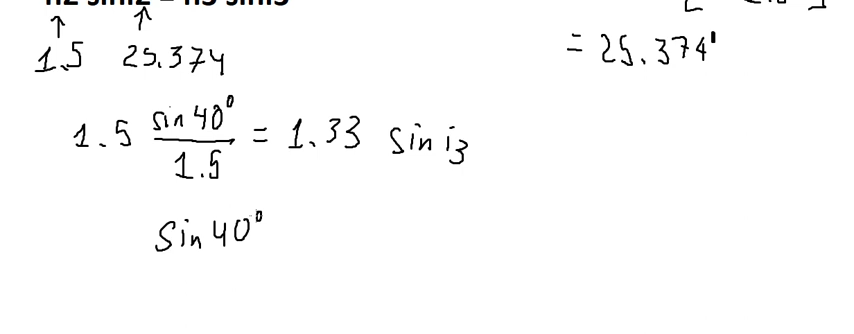 n2 sini2 = n3 sini3
↑ ↑
1.5 25.374
= 25.374°
1.5 sin 40° / 1.5 = 1.33 sin i3
sin 40°